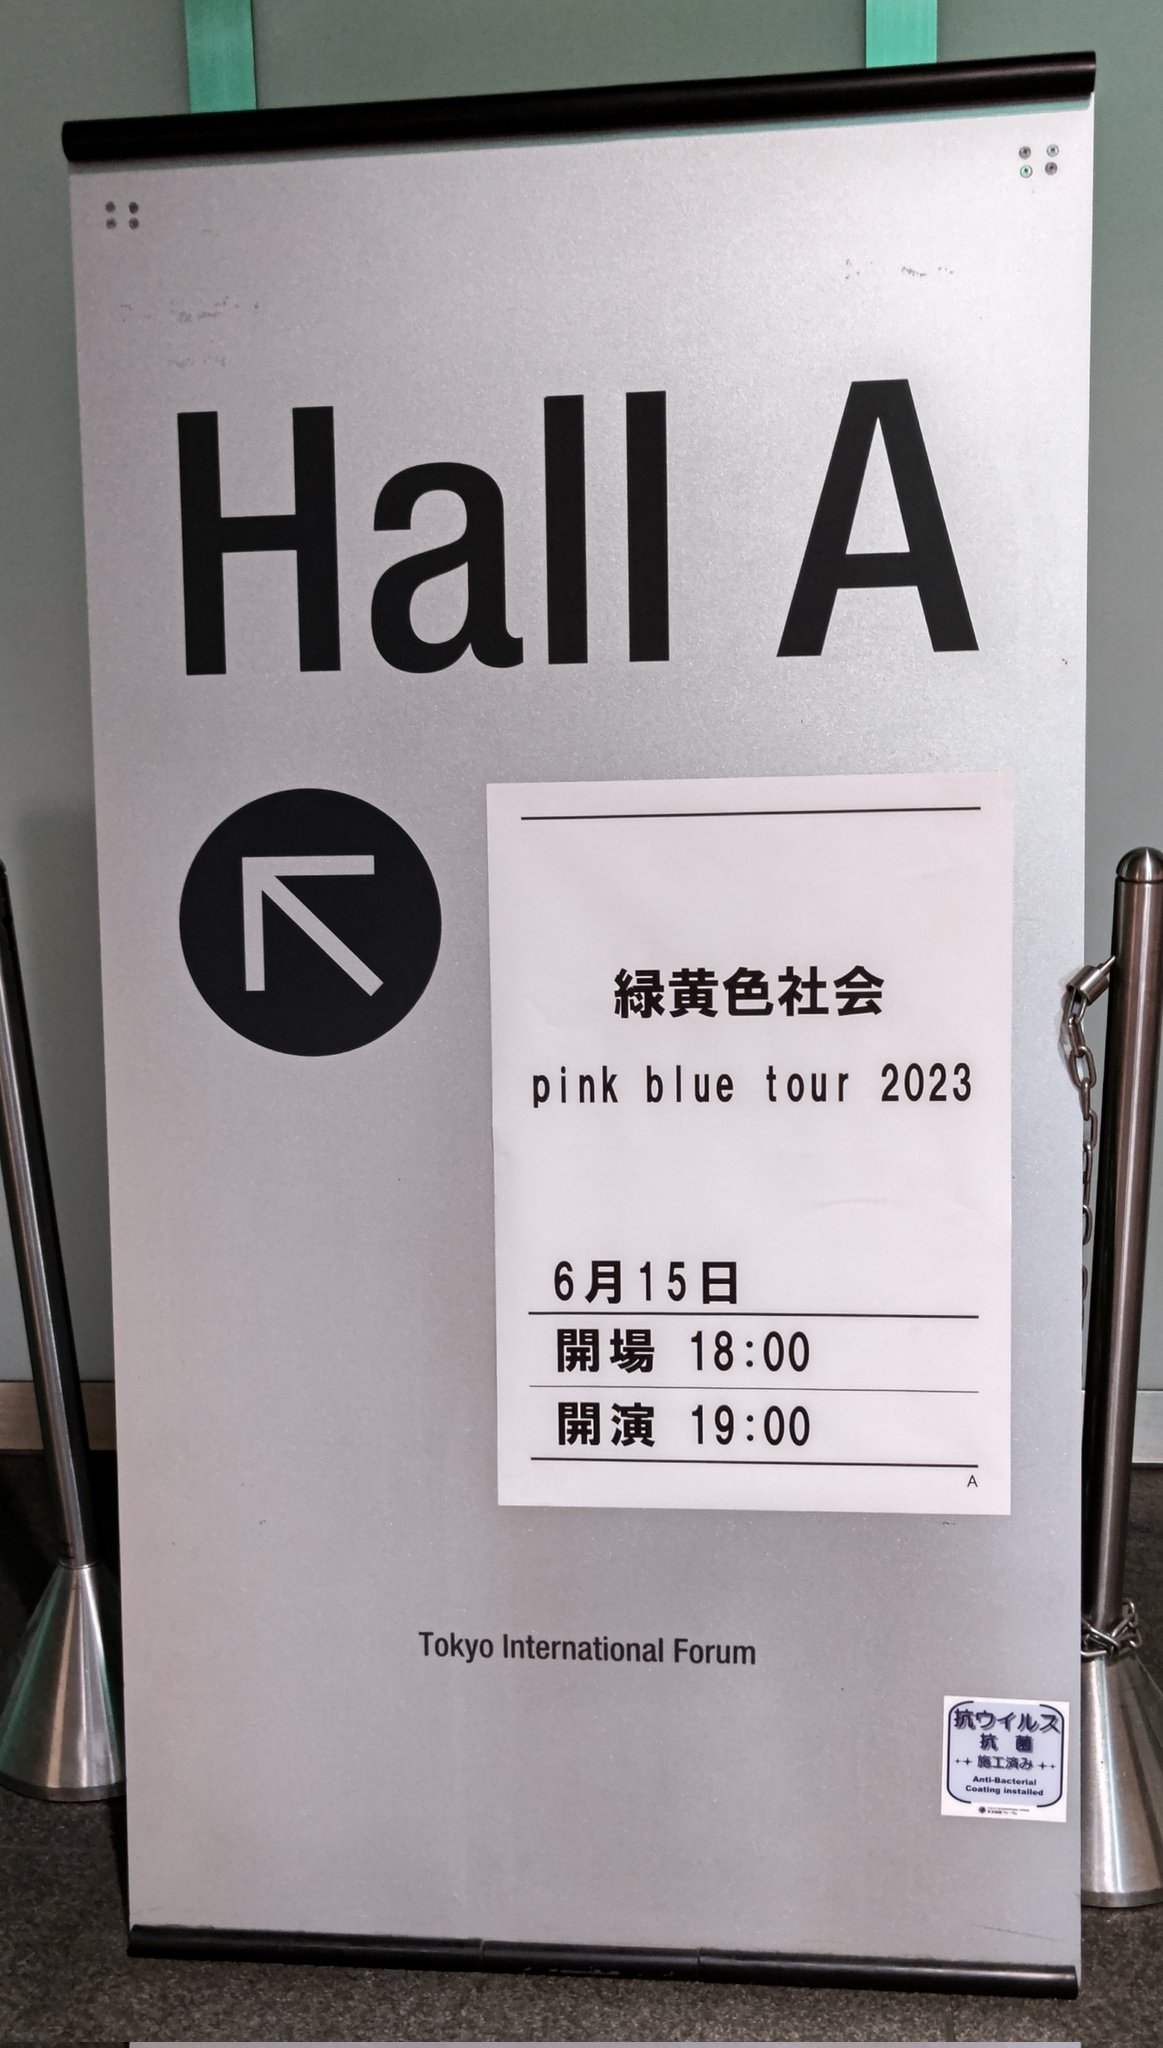 Hall A
緑黄色社会
pink blue tour 2023
6月15日
開場 18:00
開演 19:00
A
Tokyo International Forum
抗ウイルス
抗菌
施工済み
Anti-Bacterial
Coating installed